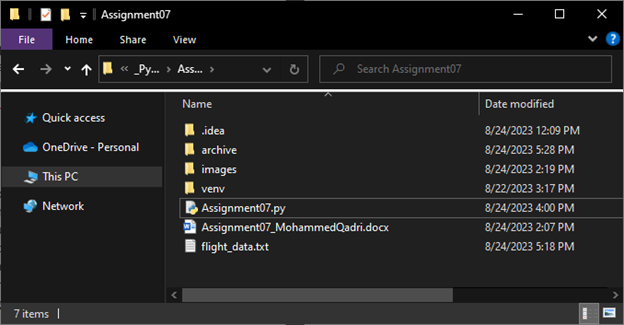 Assignment07
File Home Share View
« _Py... Ass... Search Assignment07
Name Date modified
Quick access
OneDrive - Personal
This PC
Network
.idea 8/24/2023 12:09 PM
archive 8/24/2023 5:28 PM
images 8/24/2023 2:19 PM
venv 8/22/2023 3:17 PM
Assignment07.py 8/24/2023 4:00 PM
Assignment07_MohammedQadri.docx 8/24/2023 2:07 PM
flight_data.txt 8/24/2023 5:18 PM
7 items